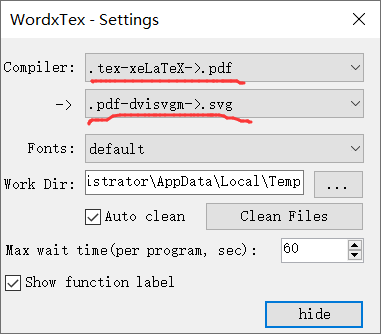 WordxTex - Settings
Compiler: .tex-xeLaTeX->.pdf
-> .pdf-dvisvgm->.svg
Fonts: default
Work Dir: istrator\AppData\Local\Temp ...
Auto clean Clean Files
Max wait time(per program, sec): 60
Show function label
hide